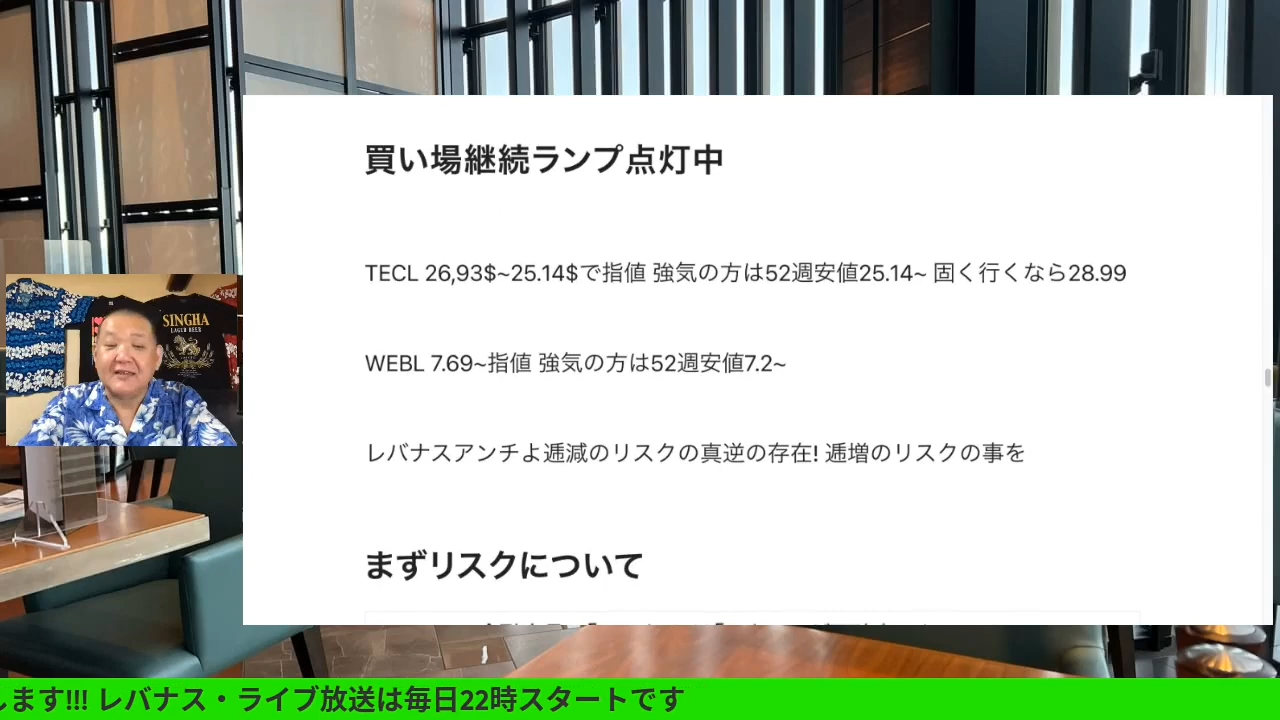 買い場継続ランプ点灯中
TECL 26,93$~25.14$で指値 強気の方は52週安値25.14~ 固く行くなら28.99
WEBL 7.69~指値 強気の方は52週安値7.2~
レバナスアンチよ逓減のリスクの真逆の存在! 逓増のリスクの事を
まずリスクについて
SINGHA
LAGER BEER
します!!! レバナス・ライブ放送は毎日22時スタートです